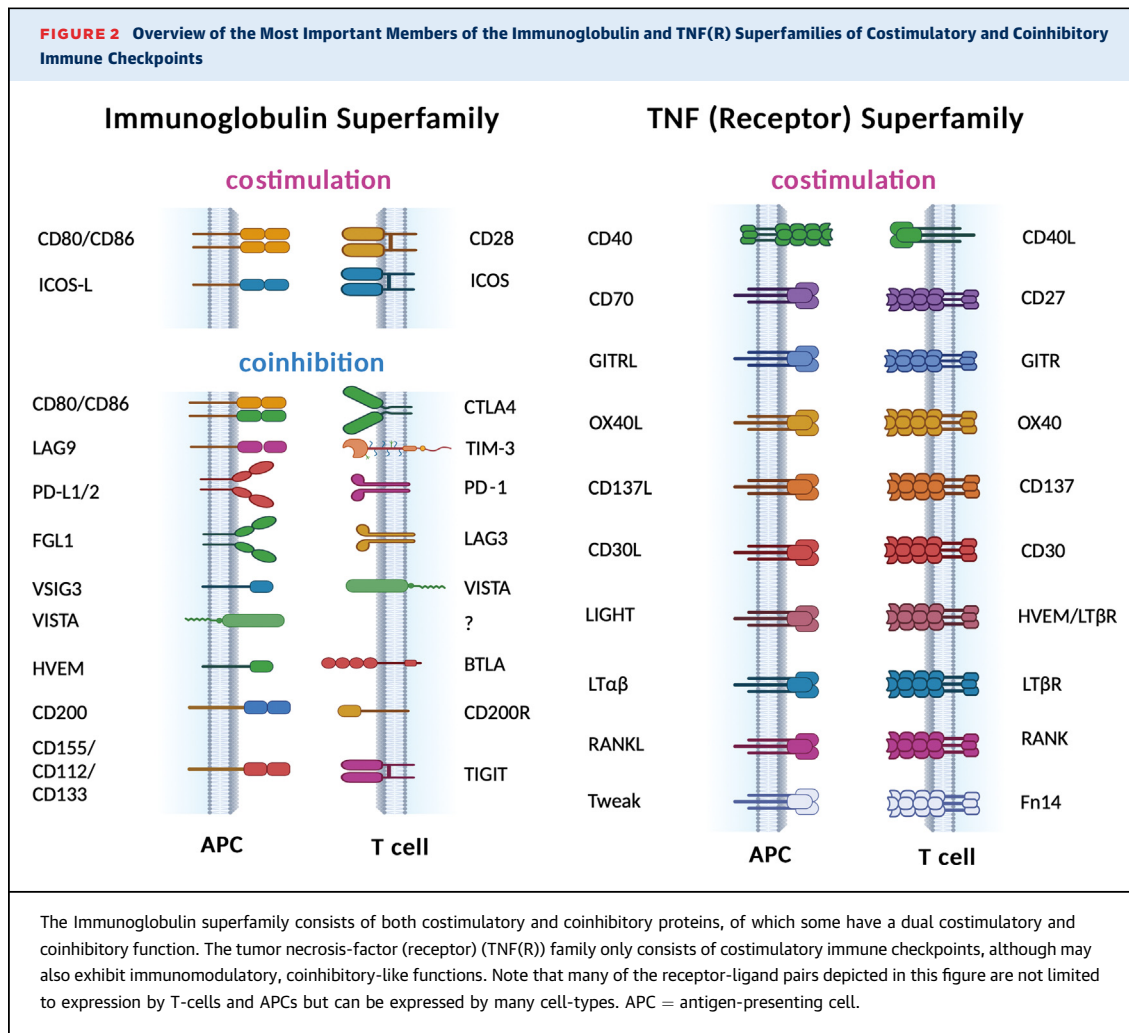 FIGURE 2 Overview of the Most Important Members of the Immunoglobulin and TNF(R) Superfamilies of Costimulatory and Coinhibitory
Immune Checkpoints
Immunoglobulin Superfamily
costimulation
CD80/CD86
CD28
ICOS-L
ICOS
coinhibition
CD80/CD86
CTLA4
LAG9
TIM-3
PD-L1/2
PD-1
FGL1
LAG3
VSIG3
VISTA
VISTA
?
HVEM
BTLA
CD200
CD200R
CD155/
CD112/
CD133
TIGIT
APC
T cell
TNF (Receptor) Superfamily
costimulation
CD40
CD40L
CD70
CD27
GITRL
GITR
OX40L
OX40
CD137L
CD137
CD30L
CD30
LIGHT
HVEM/LTβR
LTαβ
LTβR
RANKL
RANK
Tweak
Fn14
APC
T cell
The Immunoglobulin superfamily consists of both costimulatory and coinhibitory proteins, of which some have a dual costimulatory and
coinhibitory function. The tumor necrosis-factor (receptor) (TNF(R)) family only consists of costimulatory immune checkpoints, although may
also exhibit immunomodulatory, coinhibitory-like functions. Note that many of the receptor-ligand pairs depicted in this figure are not limited
to expression by T-cells and APCs but can be expressed by many cell-types. APC = antigen-presenting cell.